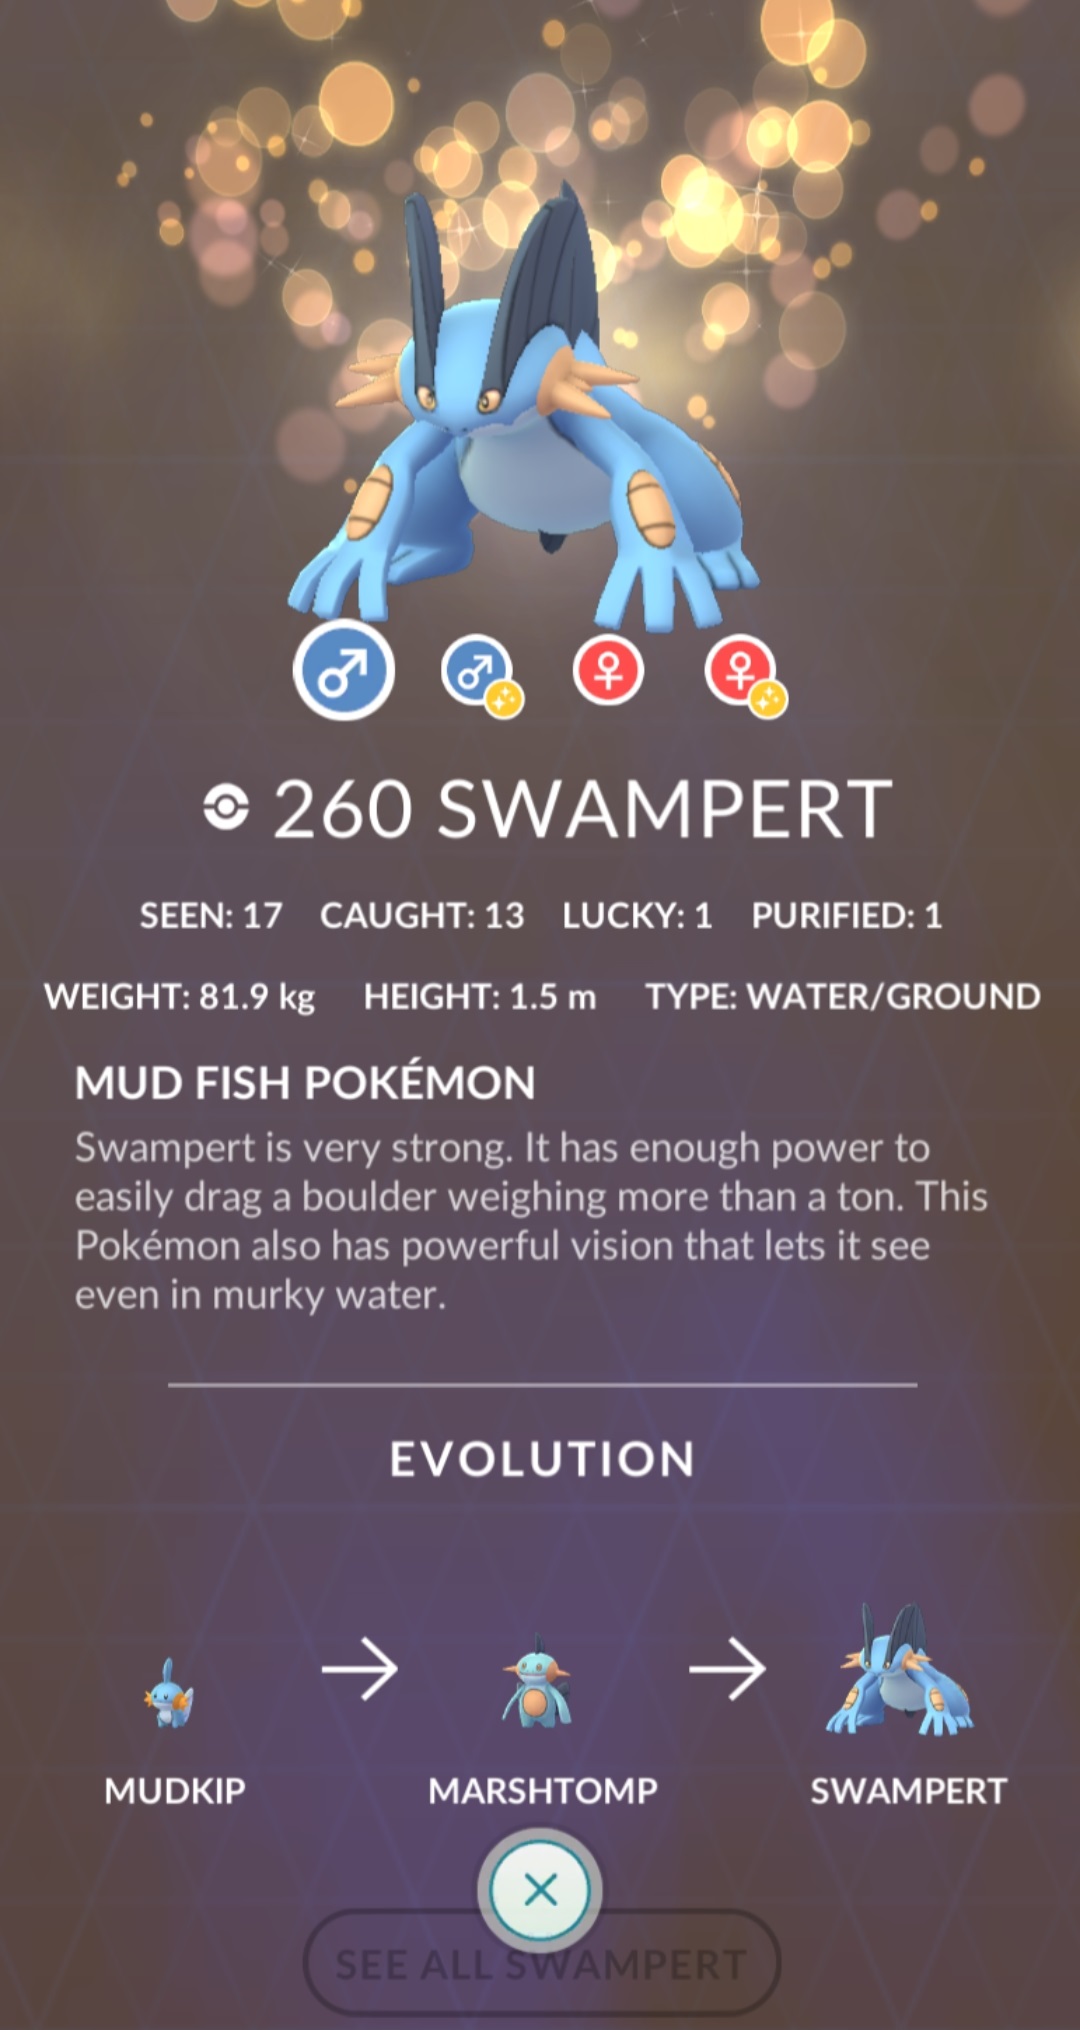 260 SWAMPERT
SEEN: 17 CAUGHT: 13 LUCKY: 1 PURIFIED: 1
WEIGHT: 81.9 kg HEIGHT: 1.5 m TYPE: WATER/GROUND
MUD FISH POKÉMON
Swampert is very strong. It has enough power to
easily drag a boulder weighing more than a ton. This
Pokémon also has powerful vision that lets it see
even in murky water.
EVOLUTION
MUDKIP MARSHTOMP SWAMPERT
SEE ALL SWAMPERT